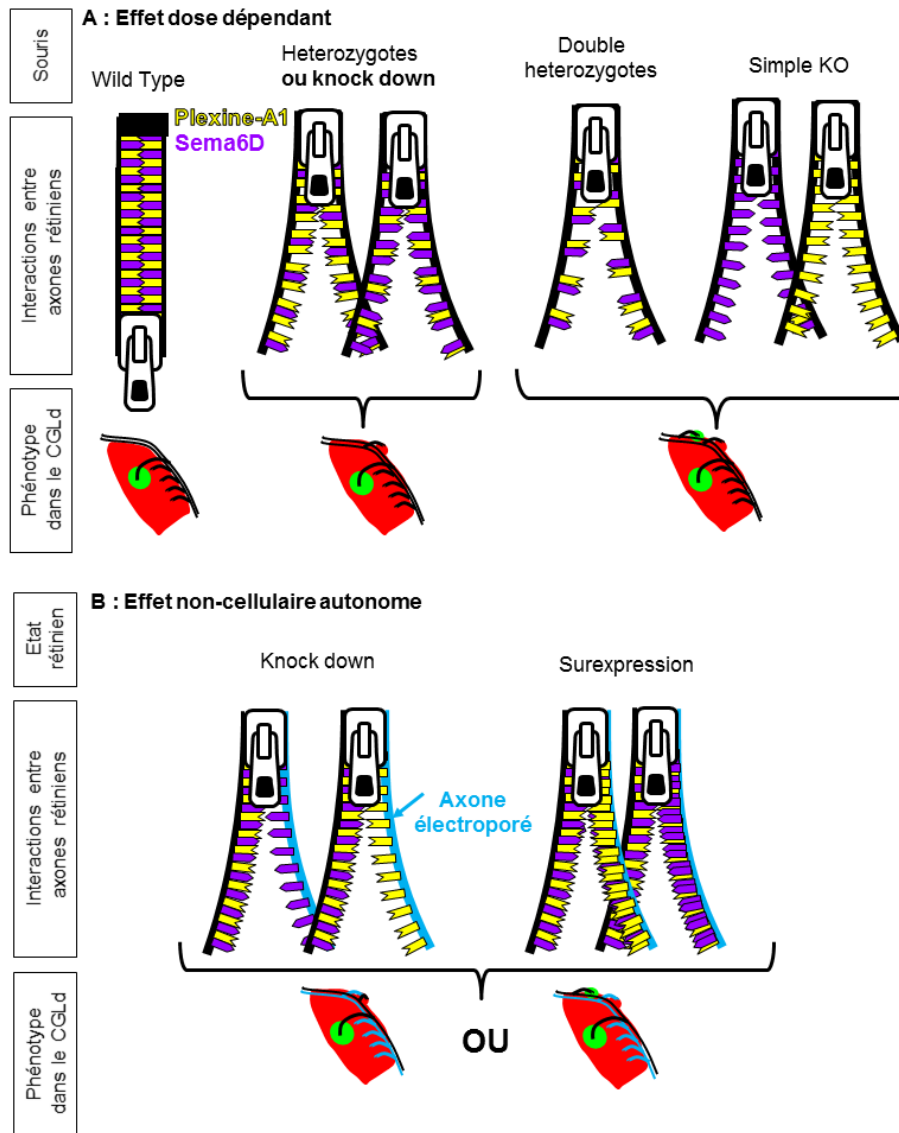 A : Effet dose dépendant
Souris
Wild Type
Heterozygotes
ou knock down
Double
heterozygotes
Simple KO
Plexine-A1
Sema6D
Interactions entre
axones rétiniens
Phénotype
dans le CGLd
B : Effet non-cellulaire autonome
Etat
rétinien
Knock down
Surexpression
Interactions entre
axones rétiniens
Axone
électroporé
Phénotype
dans le CGLd
OU